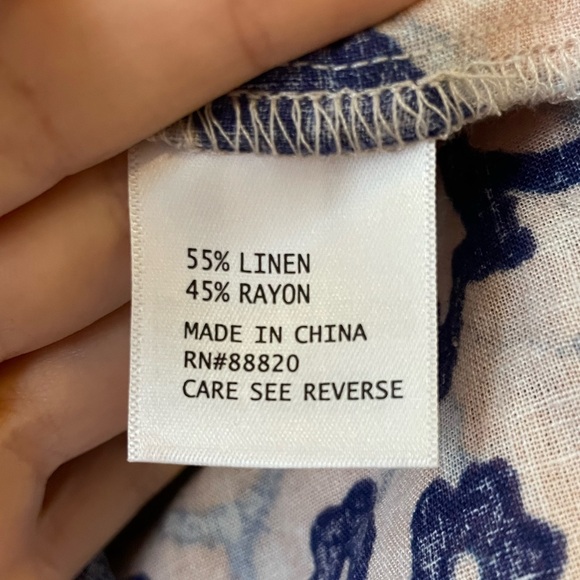 55% LINEN
45% RAYON
MADE IN CHINA
RN#88820
CARE SEE REVERSE